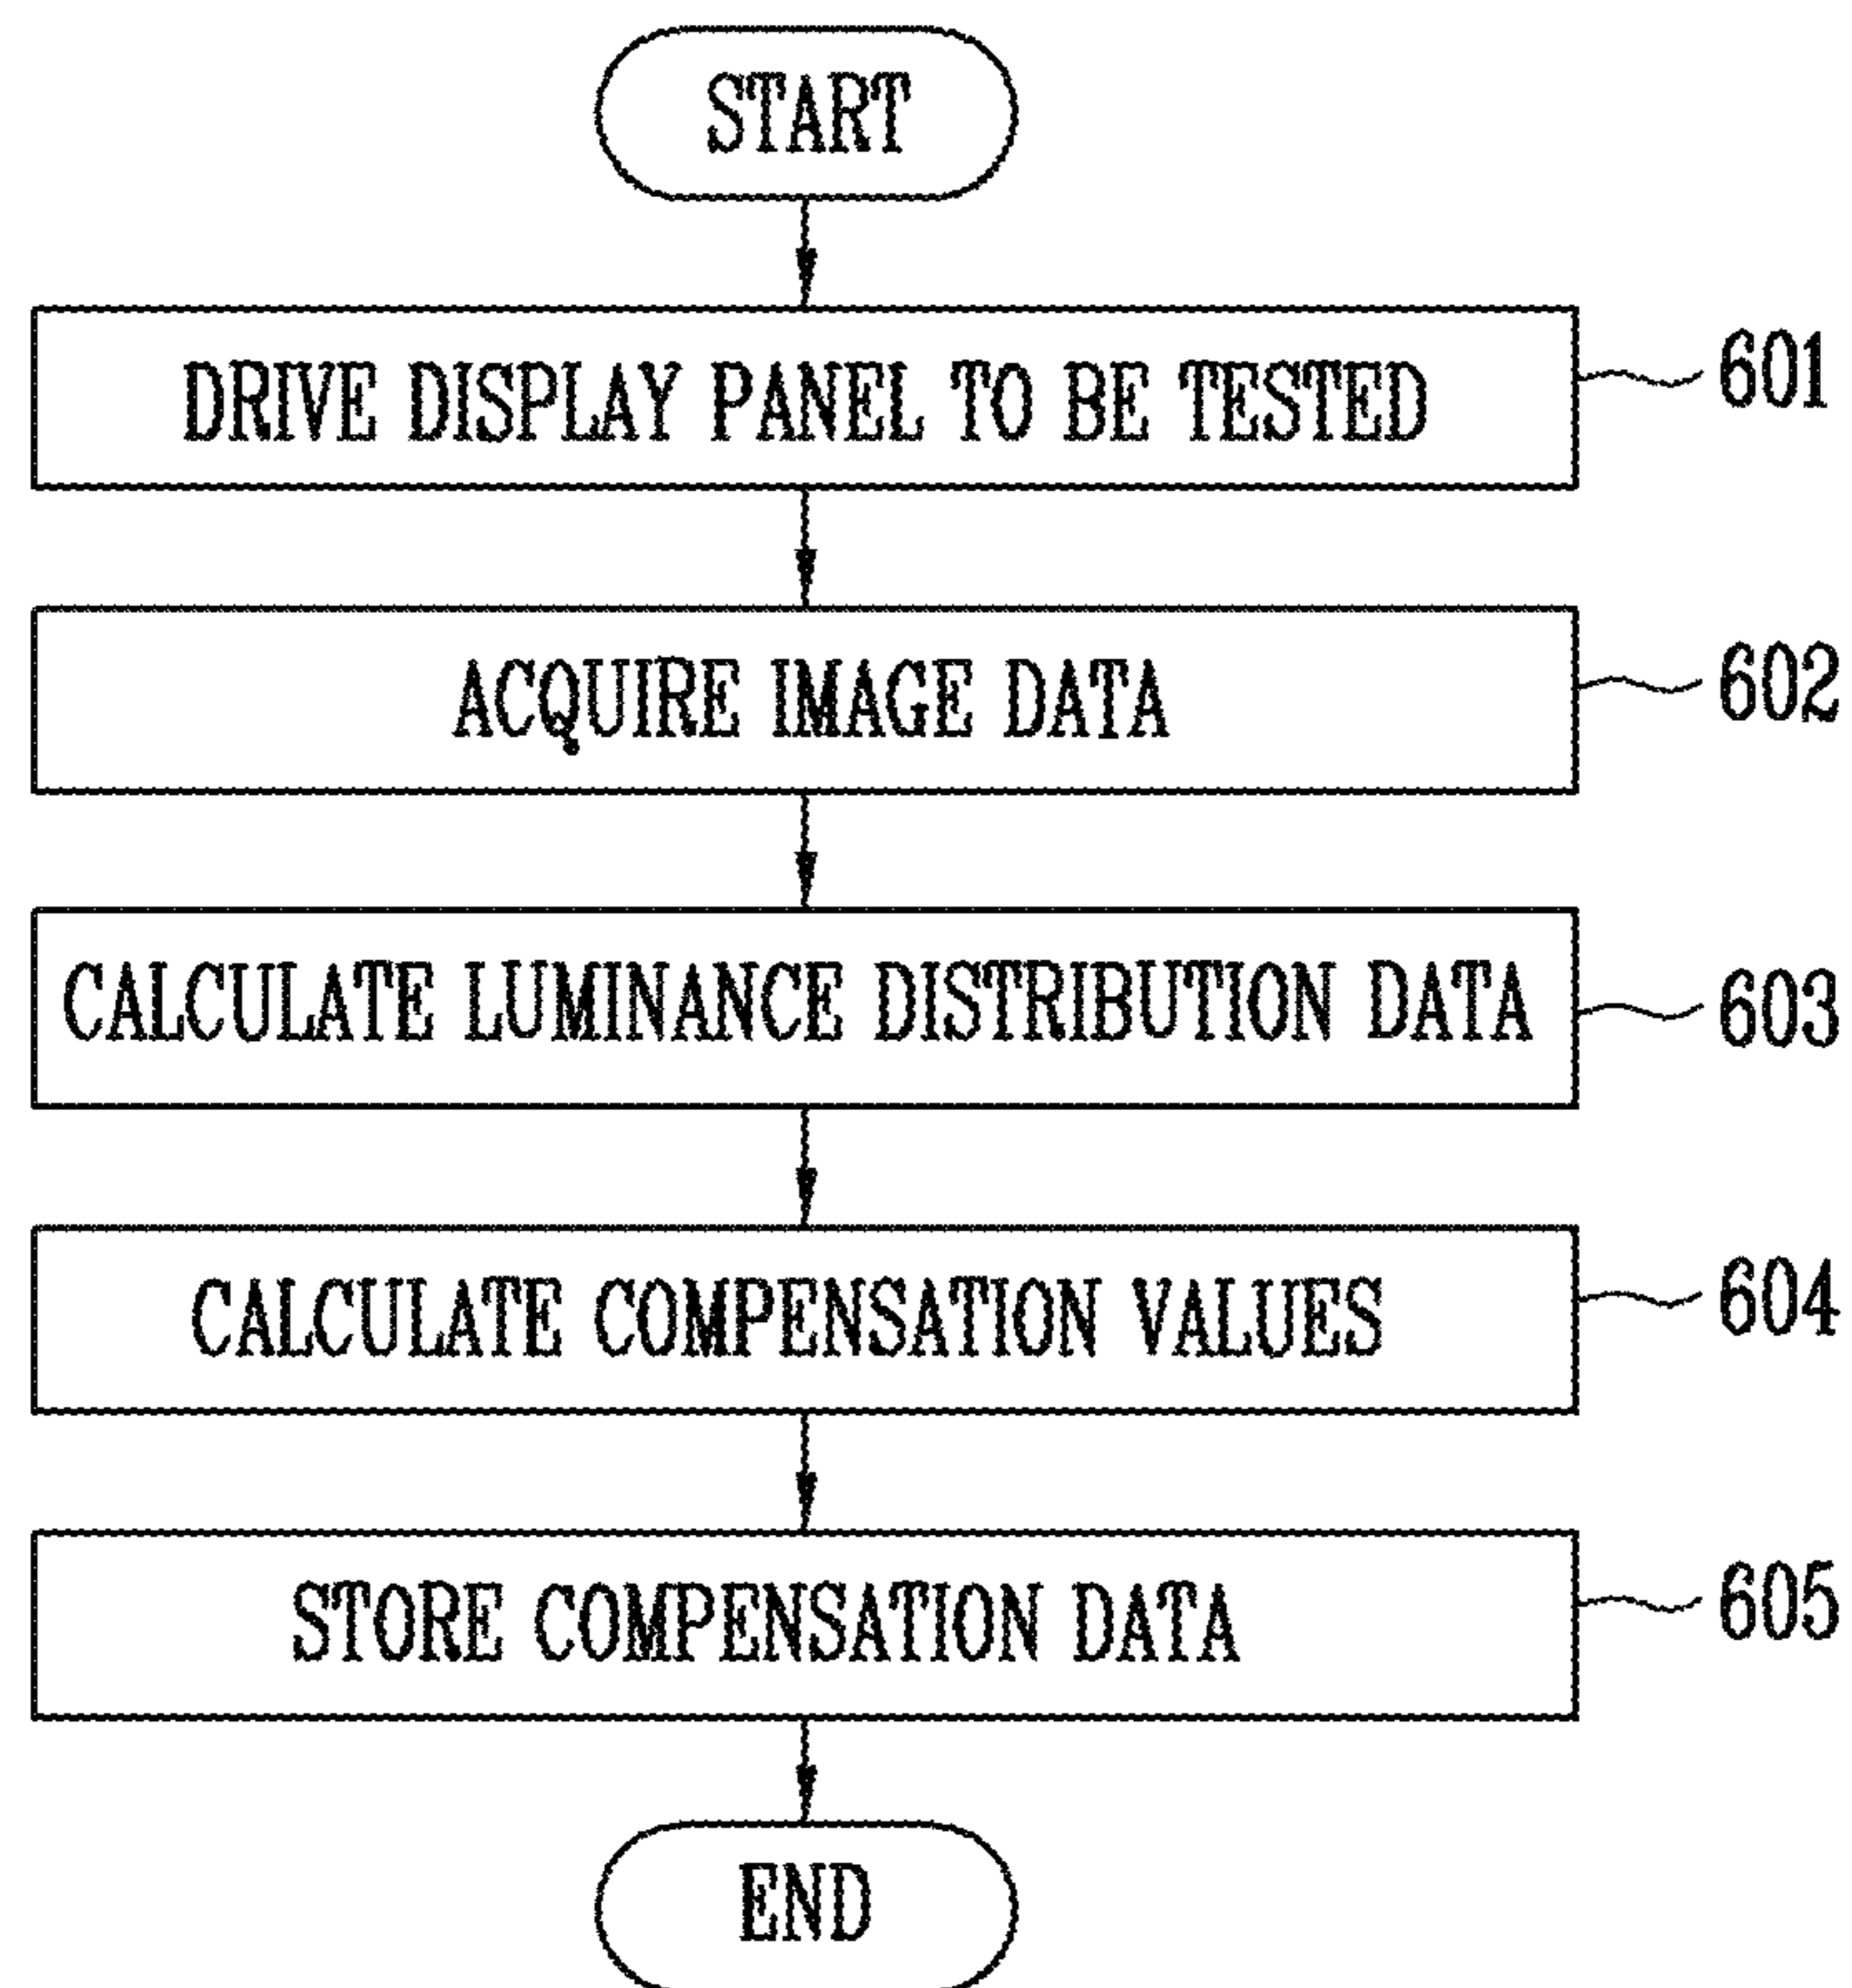 START
DRIVE DISPLAY PANEL TO BE TESTED
601
ACQUIRE IMAGE DATA
602
CALCULATE LUMINANCE DISTRIBUTION DATA
603
CALCULATE COMPENSATION VALUES
604
STORE COMPENSATION DATA
605
END